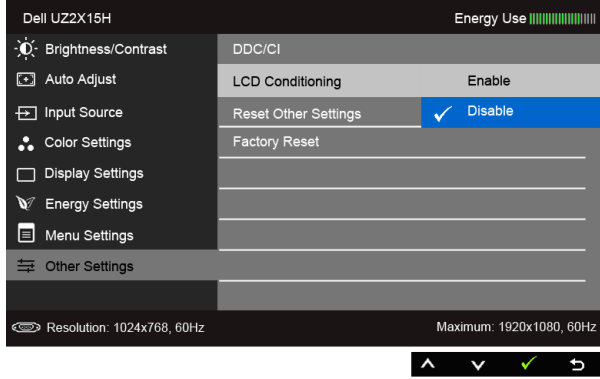 Dell UZ2X15H Energy Use
Brightness/Contrast DDC/CI
Auto Adjust LCD Conditioning Enable
Input Source Reset Other Settings Disable
Color Settings Factory Reset
Display Settings
Energy Settings
Menu Settings
Other Settings
Resolution: 1024x768, 60Hz Maximum: 1920x1080, 60Hz